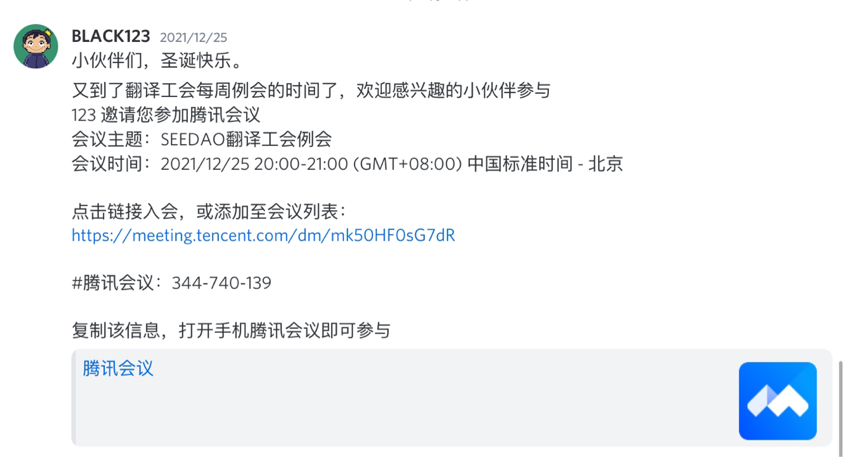 BLACK123 2021/12/25
小伙伴们，圣诞快乐。
又到了翻译工会每周例会的时间了，欢迎感兴趣的小伙伴参与
123 邀请您参加腾讯会议
会议主题：SEEDAO翻译工会例会
会议时间：2021/12/25 20:00-21:00 (GMT+08:00) 中国标准时间 - 北京
点击链接入会，或添加至会议列表：
https://meeting.tencent.com/dm/mk50HF0sG7dR
#腾讯会议：344-740-139
复制该信息，打开手机腾讯会议即可参与
腾讯会议